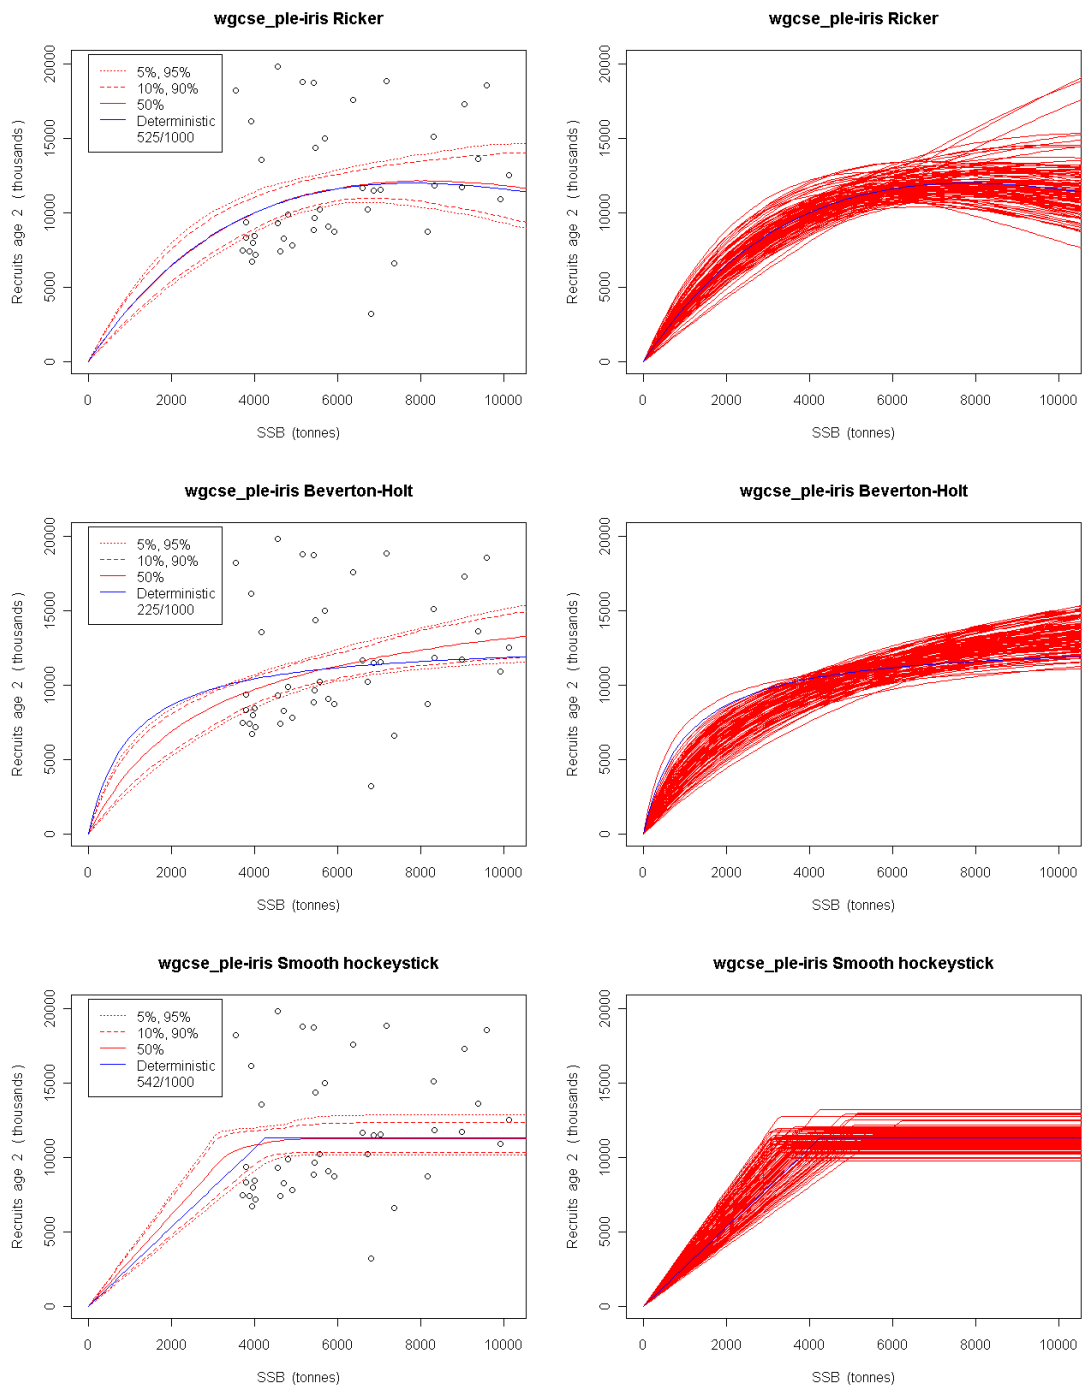 wgcse_ple-iris Ricker
Recruits age 2 ( thousands )
20000
15000
10000
5000
0
5%, 95%
10%, 90%
50%
Deterministic
525/1000
0 2000 4000 6000 8000 10000
SSB (tonnes)
wgcse_ple-iris Ricker
Recruits age 2 ( thousands )
20000
15000
10000
5000
0
0 2000 4000 6000 8000 10000
SSB (tonnes)
wgcse_ple-iris Beverton-Holt
Recruits age 2 ( thousands )
20000
15000
10000
5000
0
5%, 95%
10%, 90%
50%
Deterministic
225/1000
0 2000 4000 6000 8000 10000
SSB (tonnes)
wgcse_ple-iris Beverton-Holt
Recruits age 2 ( thousands )
20000
15000
10000
5000
0
0 2000 4000 6000 8000 10000
SSB (tonnes)
wgcse_ple-iris Smooth hockeystick
Recruits age 2 ( thousands )
20000
15000
10000
5000
0
5%, 95%
10%, 90%
50%
Deterministic
542/1000
0 2000 4000 6000 8000 10000
SSB (tonnes)
wgcse_ple-iris Smooth hockeystick
Recruits age 2 ( thousands )
20000
15000
10000
5000
0
0 2000 4000 6000 8000 10000
SSB (tonnes)